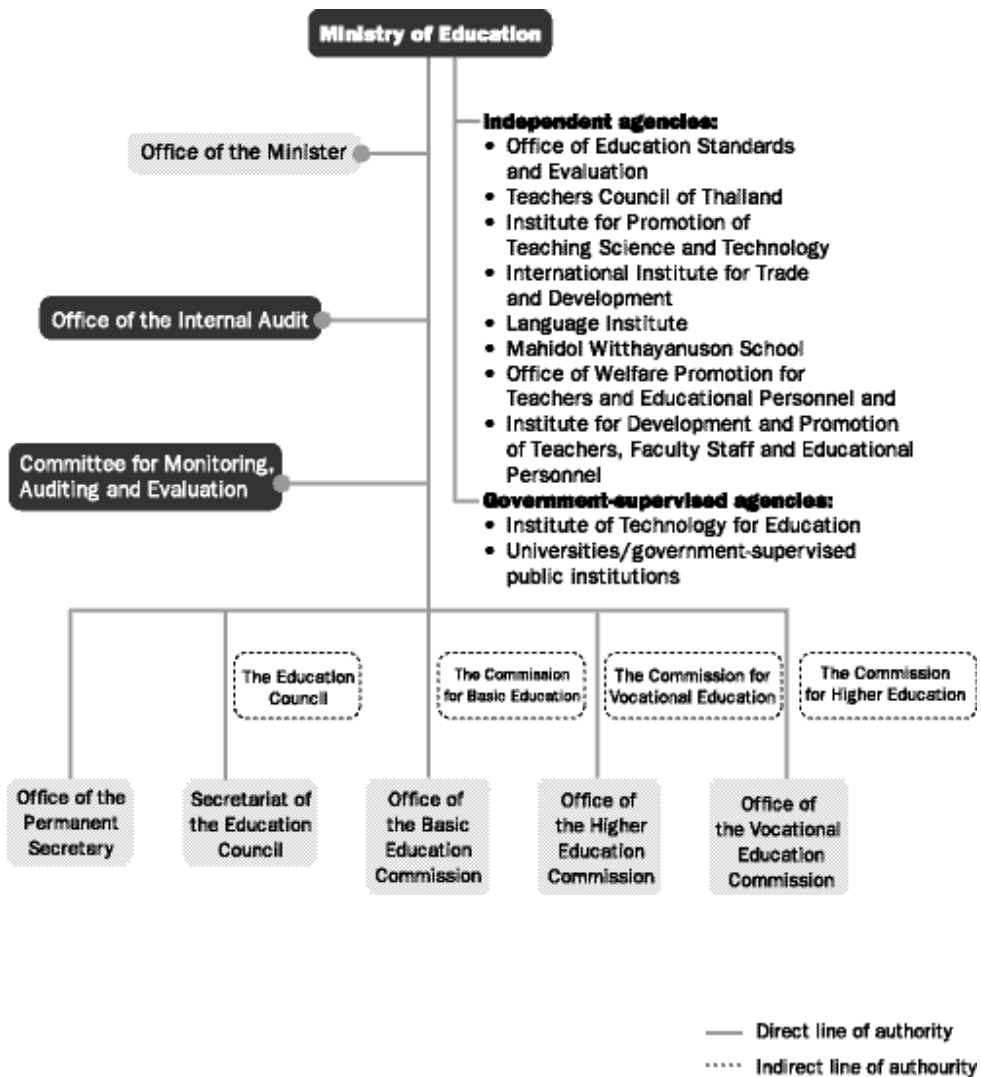 Ministry of Education
Independent agencies:
• Office of Education Standards
and Evaluation
• Teachers Council of Thailand
• Institute for Promotion of
Teaching Science and Technology
• International Institute for Trade
and Development
• Language Institute
• Mahidol Witthayanuson School
• Office of Welfare Promotion for
Teachers and Educational Personnel and
• Institute for Development and Promotion
of Teachers, Faculty Staff and Educational
Personnel
Government-supervised agencies:
• Institute of Technology for Education
• Universities/government-supervised
public institutions
Office of the Minister
Office of the Internal Audit
Committee for Monitoring,
Auditing and Evaluation
The Education
Council
The Commission
for Basic Education
The Commission for
Vocational Education
The Commission
for Higher Education
Office of the
Permanent
Secretary
Secretariat of
the Education
Council
Office of
the Basic
Education
Commission
Office of
the Higher
Education
Commission
Office of
the Vocational
Education
Commission
Direct line of authority
Indirect line of authourity